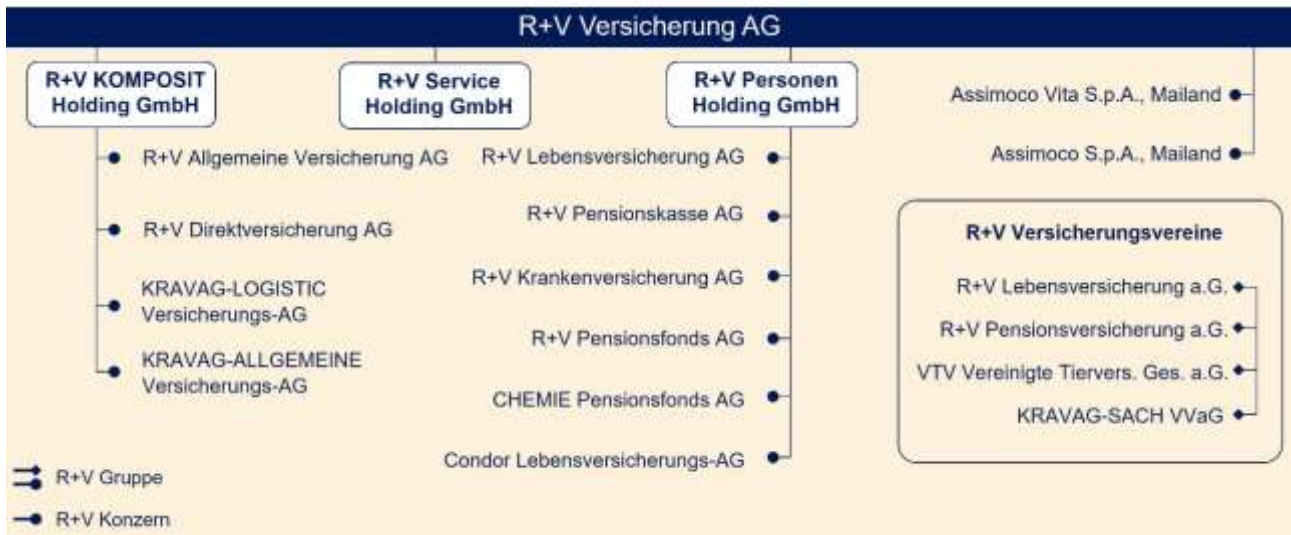 R+V Versicherung AG
R+V KOMPOSIT
Holding GmbH
R+V Allgemeine Versicherung AG
R+V Direktversicherung AG
KRAVAG-LOGISTIC
Versicherungs-AG
KRAVAG-ALLGEMEINE
Versicherungs-AG
R+V Service
Holding GmbH
R+V Personen
Holding GmbH
R+V Lebensversicherung AG
R+V Pensionskasse AG
R+V Krankenversicherung AG
R+V Pensionsfonds AG
CHEMIE Pensionsfonds AG
Condor Lebensversicherungs-AG
Assimoco Vita S.p.A., Mailand
Assimoco S.p.A., Mailand
R+V Versicherungsvereine
R+V Lebensversicherung a.G.
R+V Pensionsversicherung a.G.
VTV Vereinigte Tiervers. Ges. a.G.
KRAVAG-SACH VVaG
R+V Gruppe
R+V Konzern